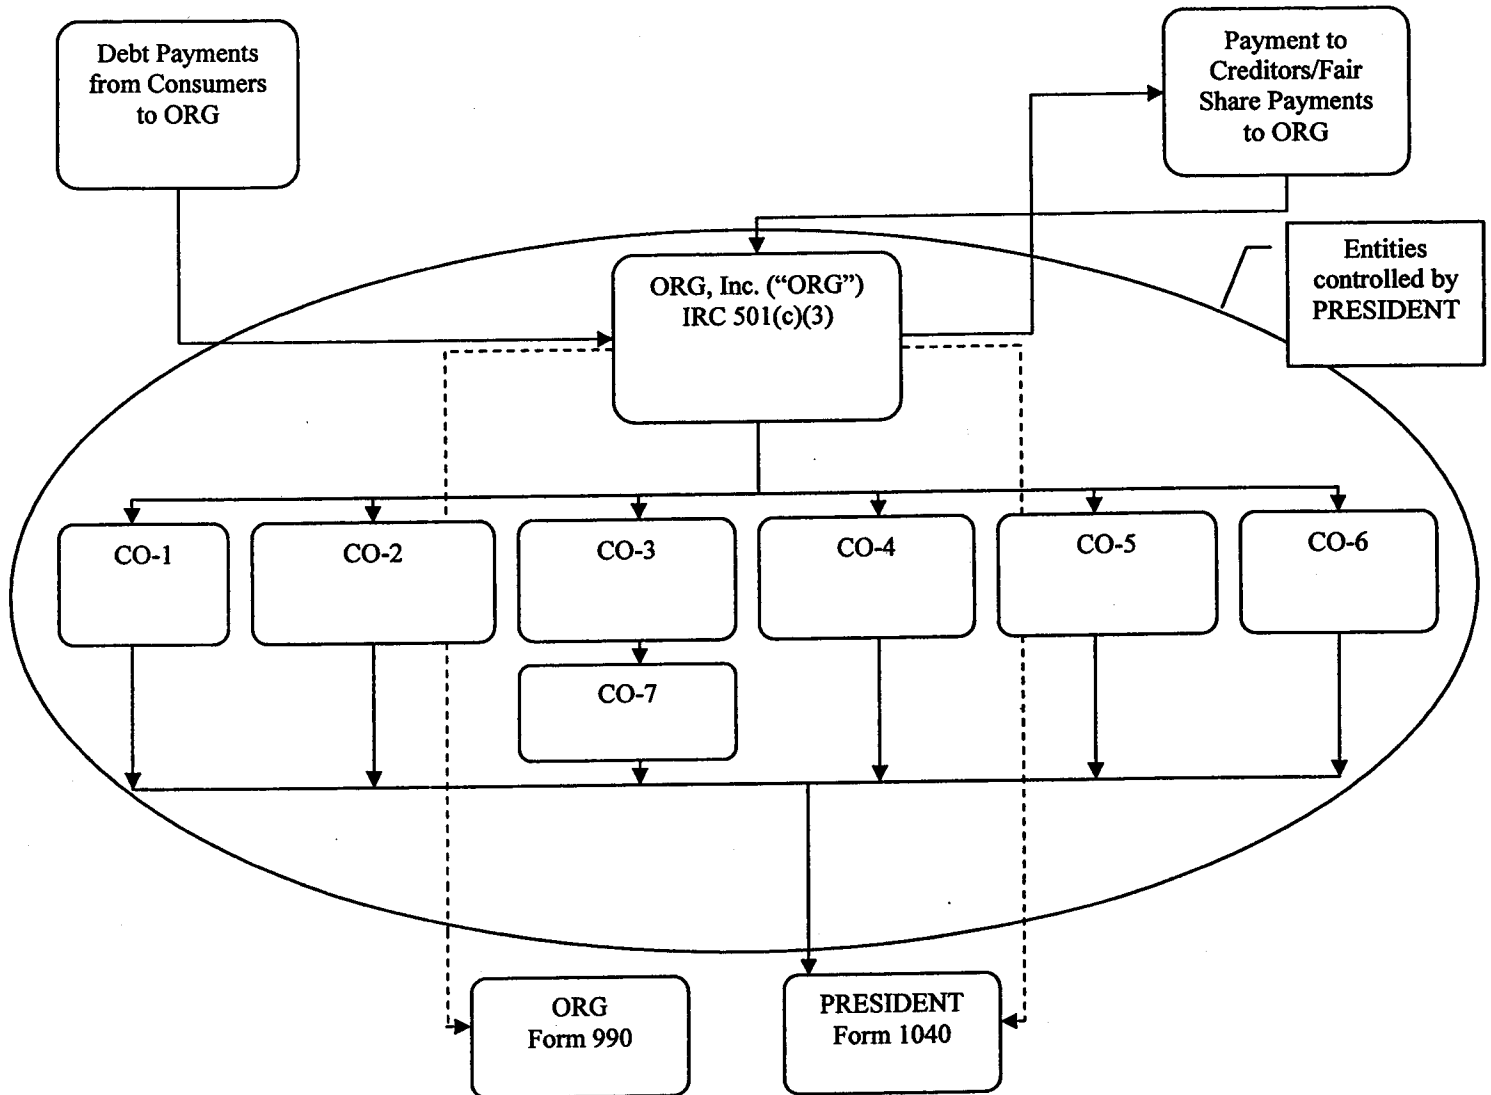 Debt Payments
from Consumers
to ORG
Payment to
Creditors/Fair
Share Payments
to ORG
Entities
controlled by
PRESIDENT
ORG, Inc. (“ORG”)
IRC 501(c)(3)
CO-1
CO-2
CO-3
CO-4
CO-5
CO-6
CO-7
ORG
Form 990
PRESIDENT
Form 1040